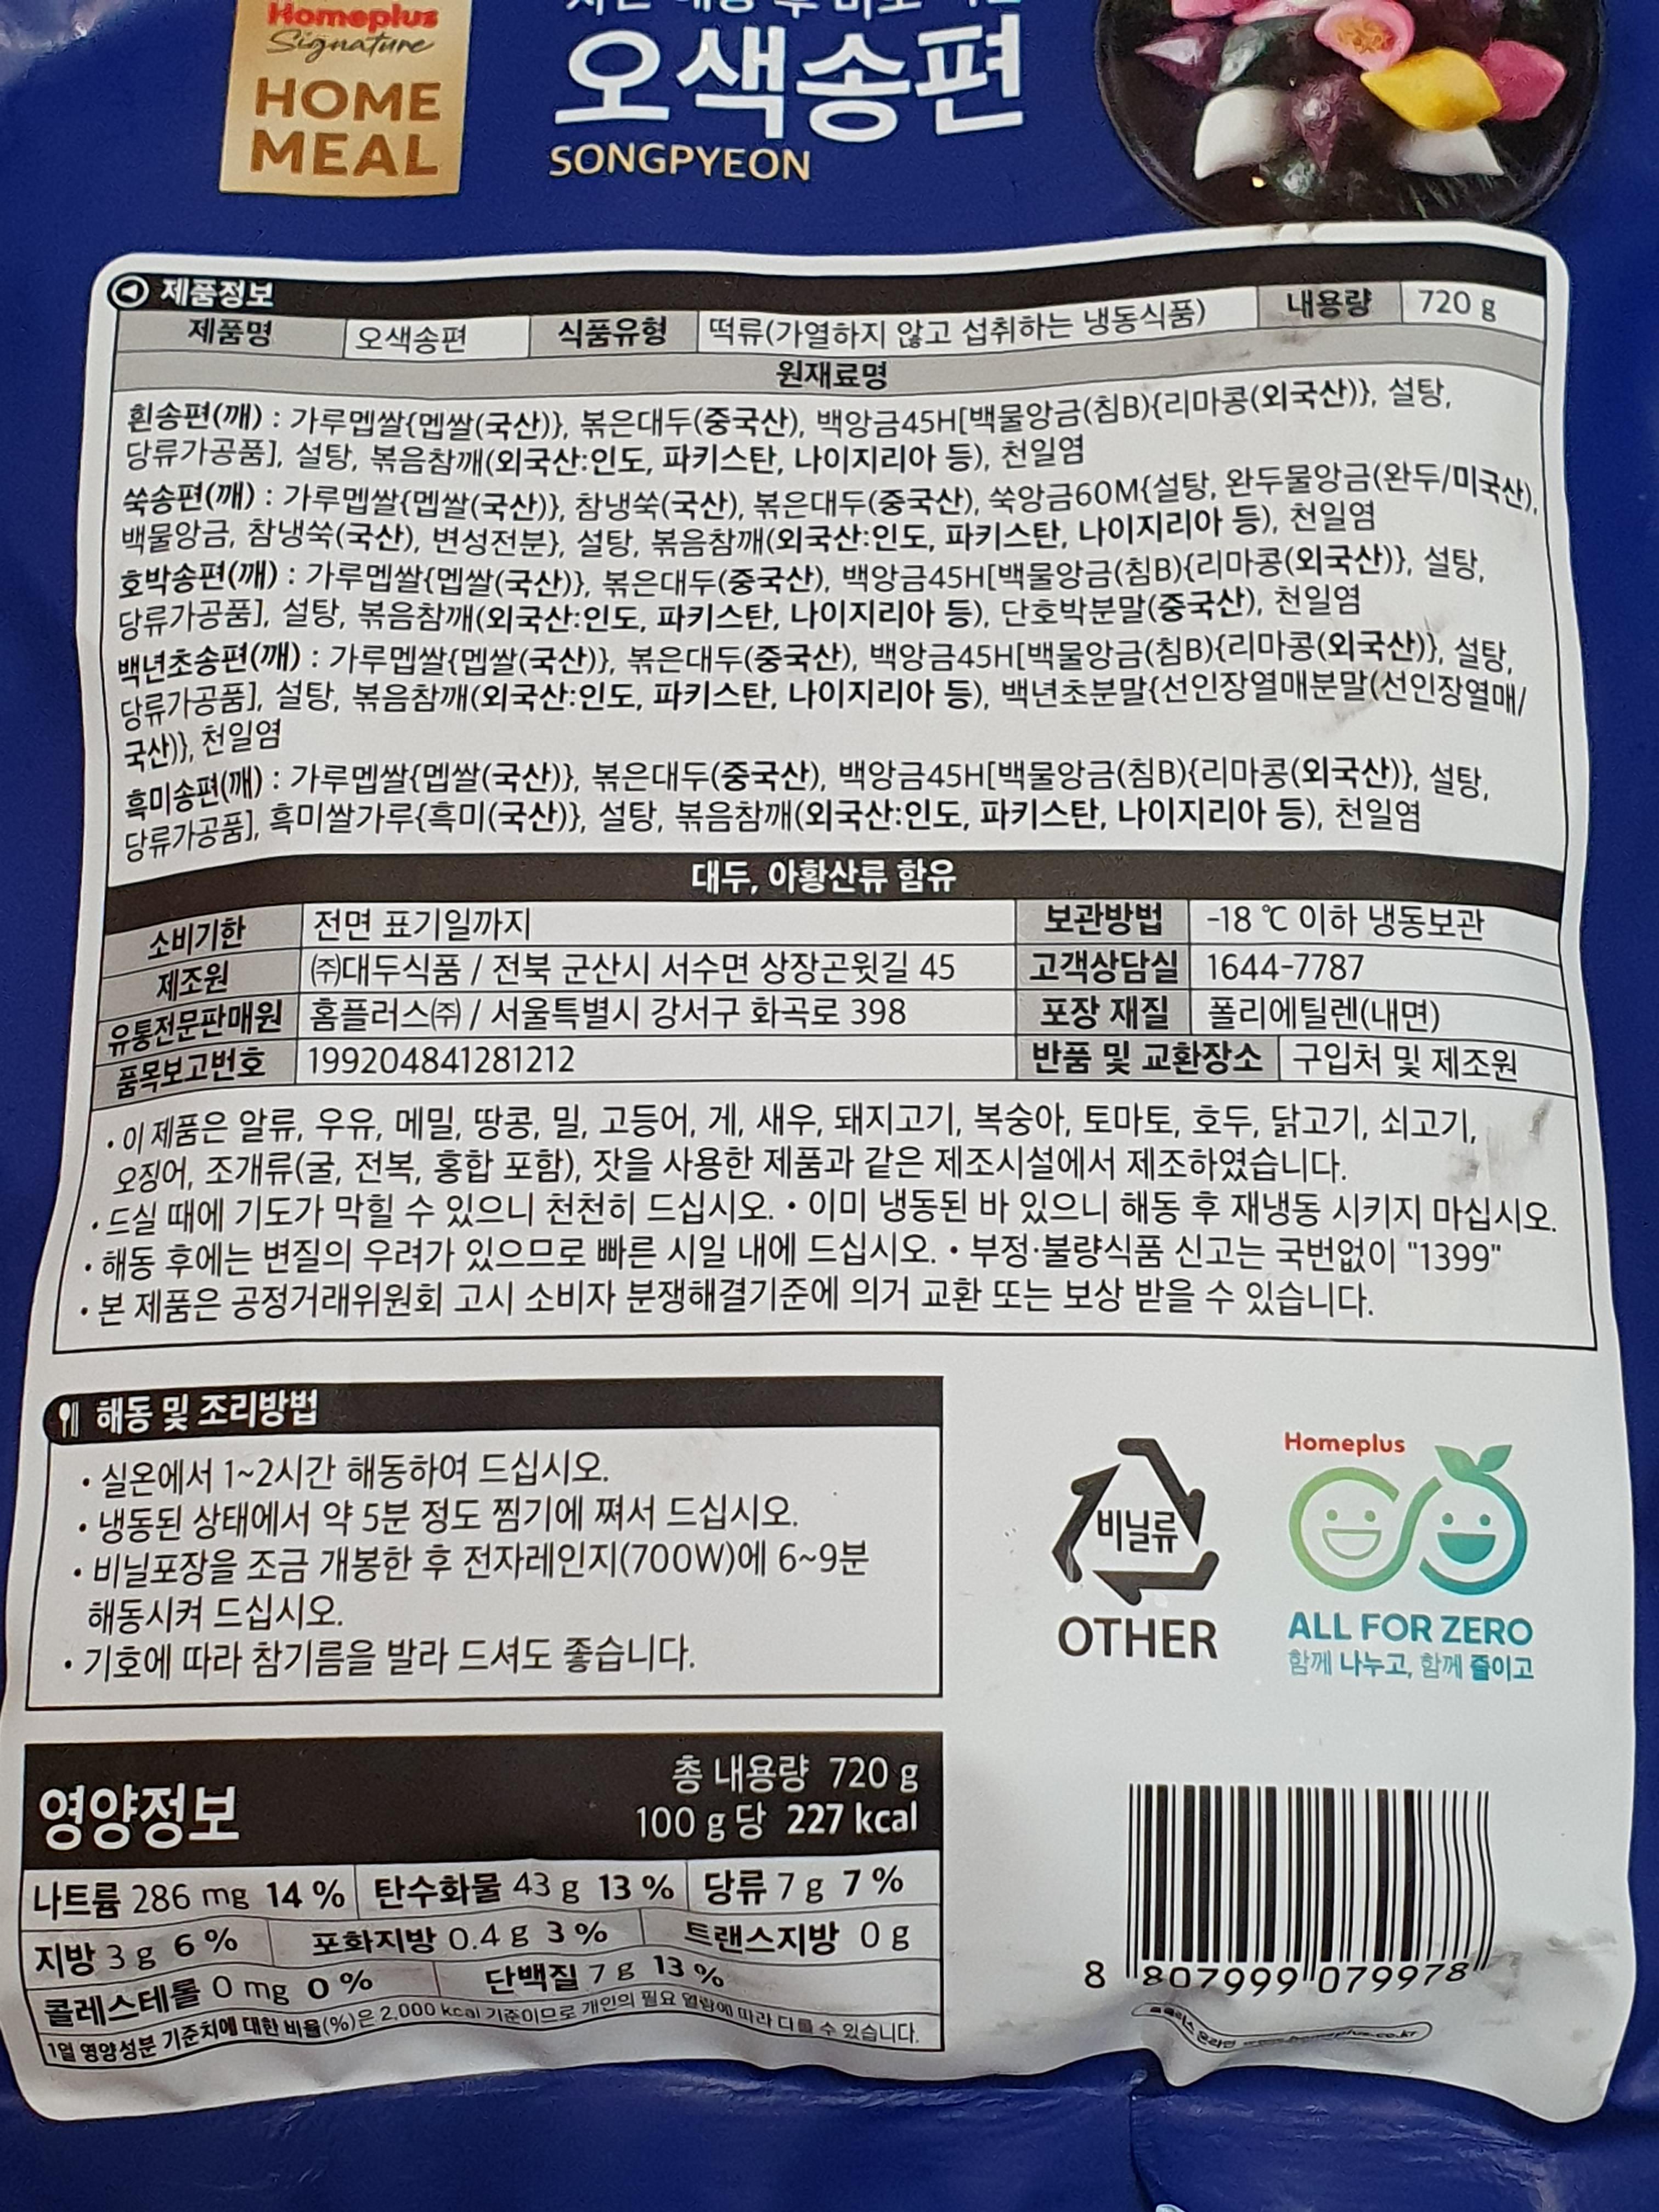 Homeplus
Signature
HOME
MEAL
오색송편
SONGPYEON
제품정보
제품명 오색송편 식품유형 떡류(가열하지 않고 섭취하는 냉동식품) 내용량 720 g
원재료명
흰송편(깨) : 가루멥쌀{멥쌀(국산)}, 볶은대두(중국산), 백앙금45H[백물앙금(침B){리마콩(외국산)}, 설탕,
당류가공품], 설탕, 볶음참깨(외국산:인도, 파키스탄, 나이지리아 등), 천일염
쑥송편(깨) : 가루멥쌀{멥쌀(국산)}, 참냉쑥(국산), 볶은대두(중국산), 쑥앙금60M{설탕, 완두물앙금(완두/미국산),
백물앙금, 참냉쑥(국산), 변성전분}, 설탕, 볶음참깨(외국산:인도, 파키스탄, 나이지리아 등), 천일염
호박송편(깨) : 가루멥쌀{멥쌀(국산)}, 볶은대두(중국산), 백앙금45H[백물앙금(침B){리마콩(외국산)}, 설탕,
당류가공품], 설탕, 볶음참깨(외국산:인도, 파키스탄, 나이지리아 등), 단호박분말(중국산), 천일염
백년초송편(깨) : 가루멥쌀{멥쌀(국산)}, 볶은대두(중국산), 백앙금45H[백물앙금(침B){리마콩(외국산)}, 설탕,
당류가공품], 설탕, 볶음참깨(외국산:인도, 파키스탄, 나이지리아 등), 백년초분말{선인장열매분말(선인장열매/
국산)}, 천일염
흑미송편(깨) : 가루멥쌀{멥쌀(국산)}, 볶은대두(중국산), 백앙금45H[백물앙금(침B){리마콩(외국산)}, 설탕,
당류가공품], 흑미쌀가루{흑미(국산)}, 설탕, 볶음참깨(외국산:인도, 파키스탄, 나이지리아 등), 천일염
대두, 아황산류 함유
소비기한 전면 표기일까지 보관방법 -18 ℃ 이하 냉동보관
제조원 ㈜대두식품 / 전북 군산시 서수면 상장곤윗길 45 고객상담실 1644-7787
유통전문판매원 홈플러스㈜ / 서울특별시 강서구 화곡로 398 포장 재질 폴리에틸렌(내면)
품목보고번호 199204841281212 반품 및 교환장소 구입처 및 제조원
• 이 제품은 알류, 우유, 메밀, 땅콩, 밀, 고등어, 게, 새우, 돼지고기, 복숭아, 토마토, 호두, 닭고기, 쇠고기,
오징어, 조개류(굴, 전복, 홍합 포함), 잣을 사용한 제품과 같은 제조시설에서 제조하였습니다.
• 드실 때에 기도가 막힐 수 있으니 천천히 드십시오. • 이미 냉동된 바 있으니 해동 후 재냉동 시키지 마십시오.
• 해동 후에는 변질의 우려가 있으므로 빠른 시일 내에 드십시오. • 부정·불량식품 신고는 국번없이 "1399"
• 본 제품은 공정거래위원회 고시 소비자 분쟁해결기준에 의거 교환 또는 보상 받을 수 있습니다.
해동 및 조리방법
• 실온에서 1~2시간 해동하여 드십시오.
• 냉동된 상태에서 약 5분 정도 찜기에 쪄서 드십시오.
• 비닐포장을 조금 개봉한 후 전자레인지(700W)에 6~9분
해동시켜 드십시오.
• 기호에 따라 참기름을 발라 드셔도 좋습니다.
비닐류
OTHER
Homeplus
ALL FOR ZERO
함께 나누고, 함께 줄이고
영양정보
총 내용량 720 g
100 g 당 227 kcal
나트륨 286 mg 14 % 탄수화물 43 g 13 % 당류 7 g 7 %
지방 3 g 6 % 포화지방 0.4 g 3 % 트랜스지방 0 g
콜레스테롤 0 mg 0 % 단백질 7 g 13 %
1일 영양성분 기준치에 대한 비율(%)은 2,000 kcal 기준이므로 개인의 필요 열량에 따라 다를 수 있습니다.
8 807999 079978
홈플러스 온라인 www.homeplus.co.kr